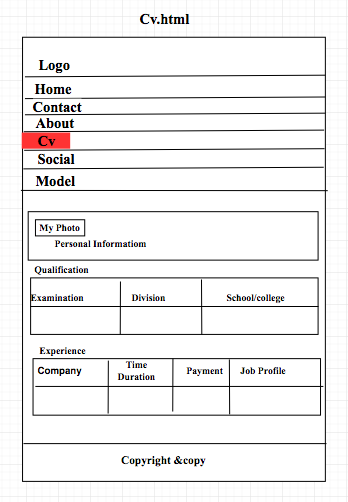 Cv.html
Logo
Home
Contact
About
Cv
Social
Model
My Photo
Personal Informatiom
Qualification
Examination Division School/college
Experience
Company Time Duration Payment Job Profile
Copyright &copy